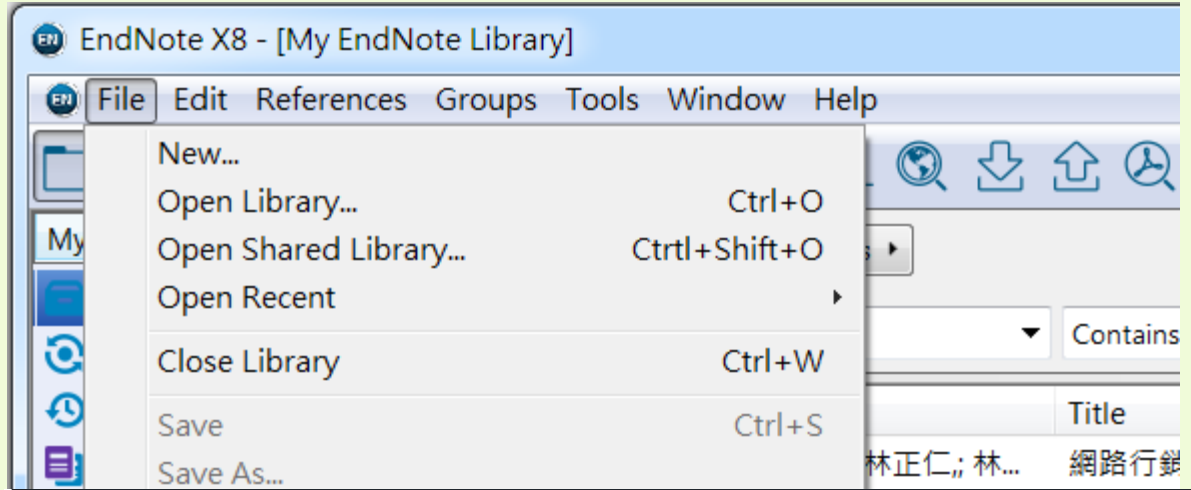 EndNote X8 - [My EndNote Library]
File Edit References Groups Tools Window Help
New...
Open Library... Ctrl+O
My
Open Shared Library... Ctrtl+Shift+O
Open Recent
Contains
Close Library Ctrl+W
Title
Save Ctrl+S
林正仁,; 林... 網路行銷
Save As...